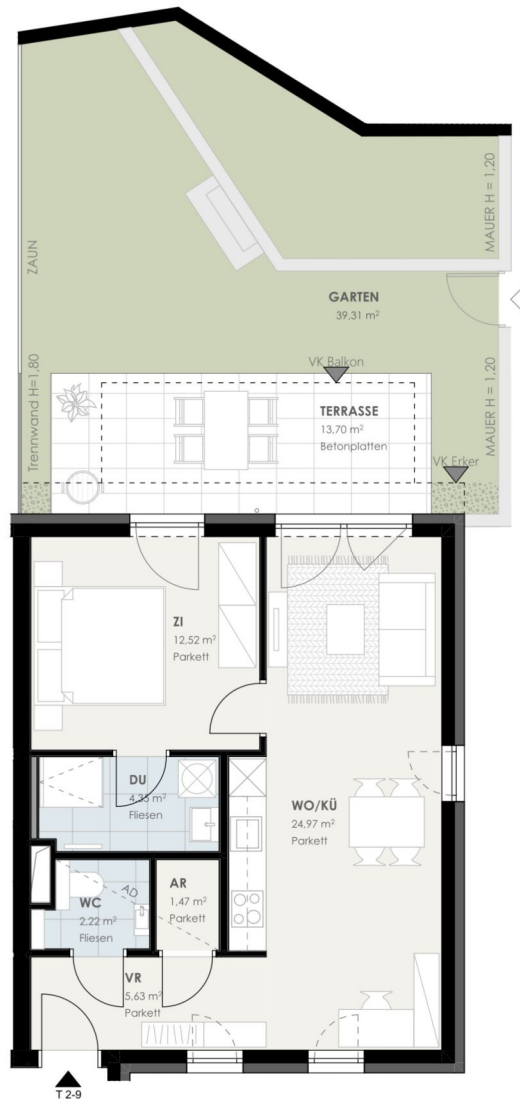 MAUER H = 1,20
ZAUN
GARTEN
39,31 m²
VK Balkon
Trennwand H=1,80
TERRASSE
13,70 m²
Betonplatten
MAUER H = 1,20
VK Erker
ZI
12,52 m²
Parkett
DU
4,35 m²
Fliesen
WO/KÜ
24,97 m²
Parkett
AD
WC
2,22 m²
Fliesen
AR
1,47 m²
Parkett
VR
5,63 m²
Parkett
T 2-9